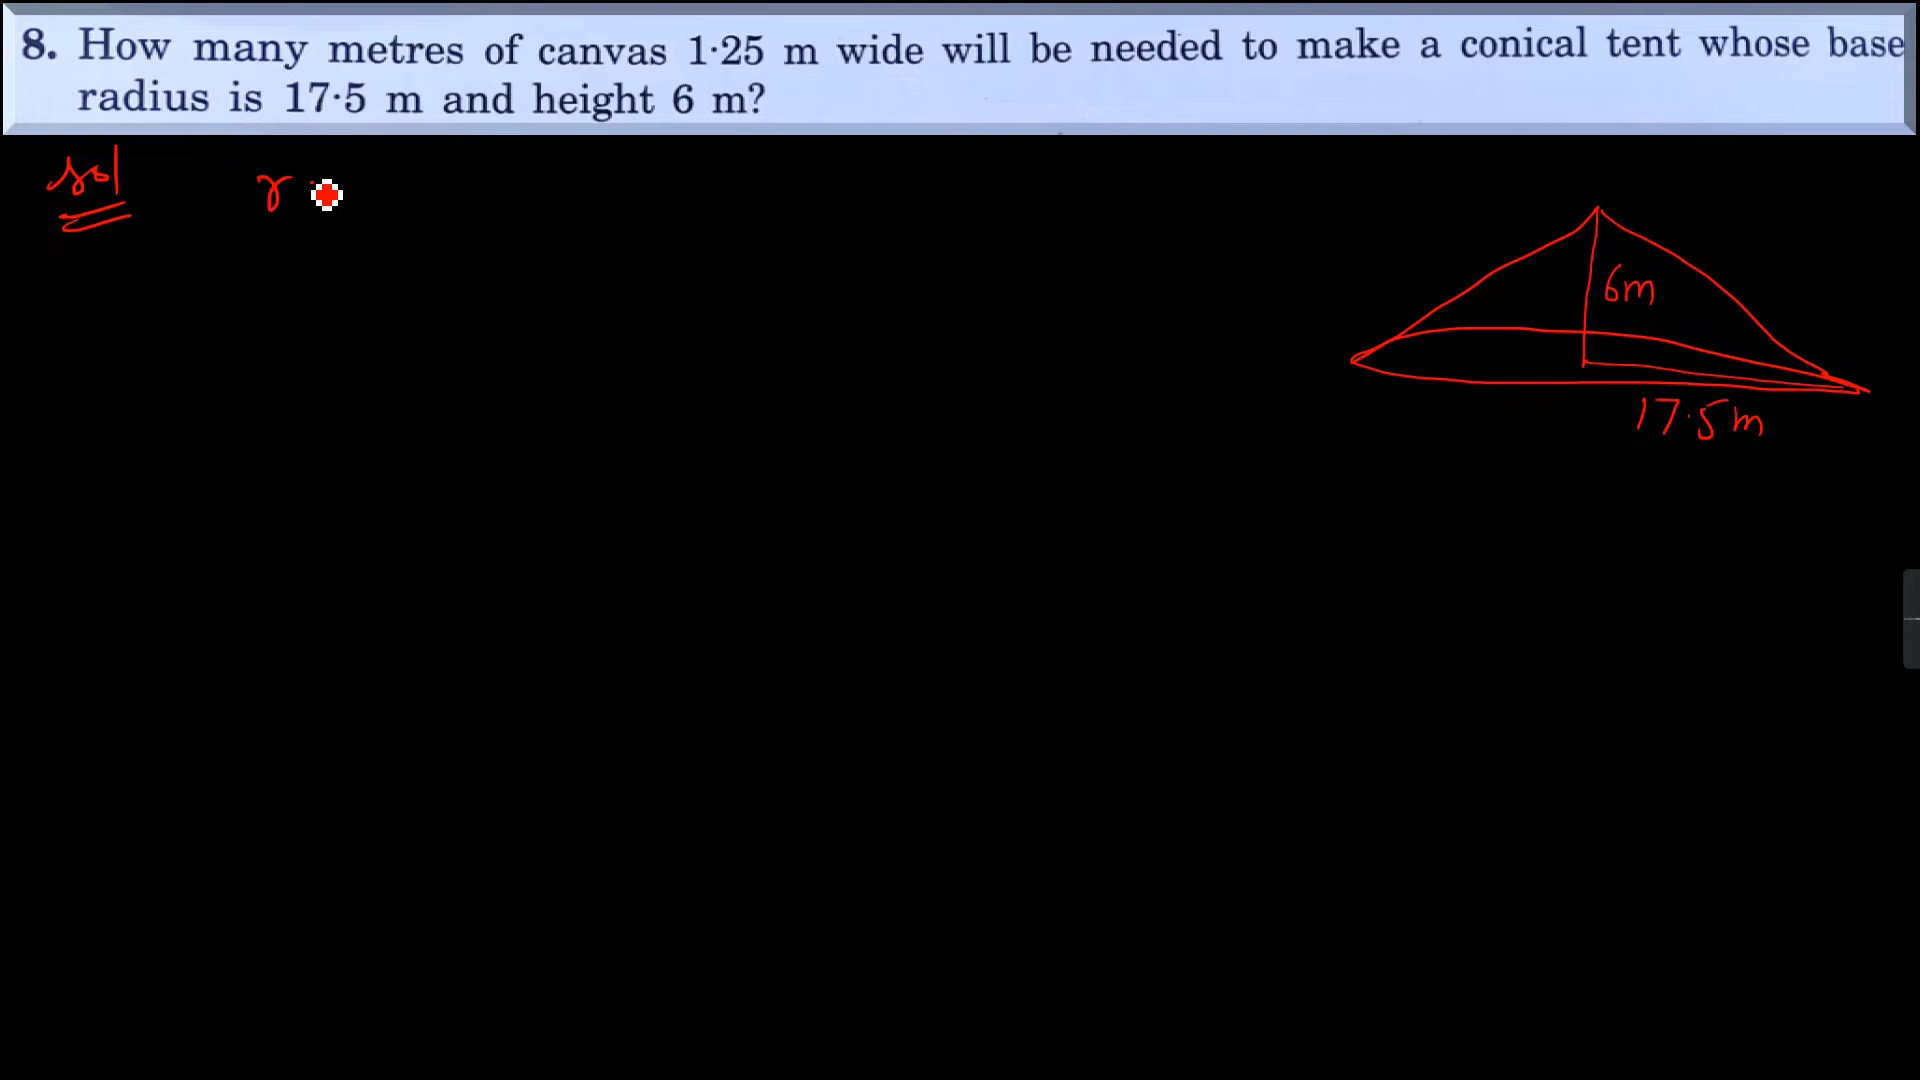 8. How many metres of canvas 1·25 m wide will be needed to make a conical tent whose base
radius is 17·5 m and height 6 m?
sol
r
6m
17.5m